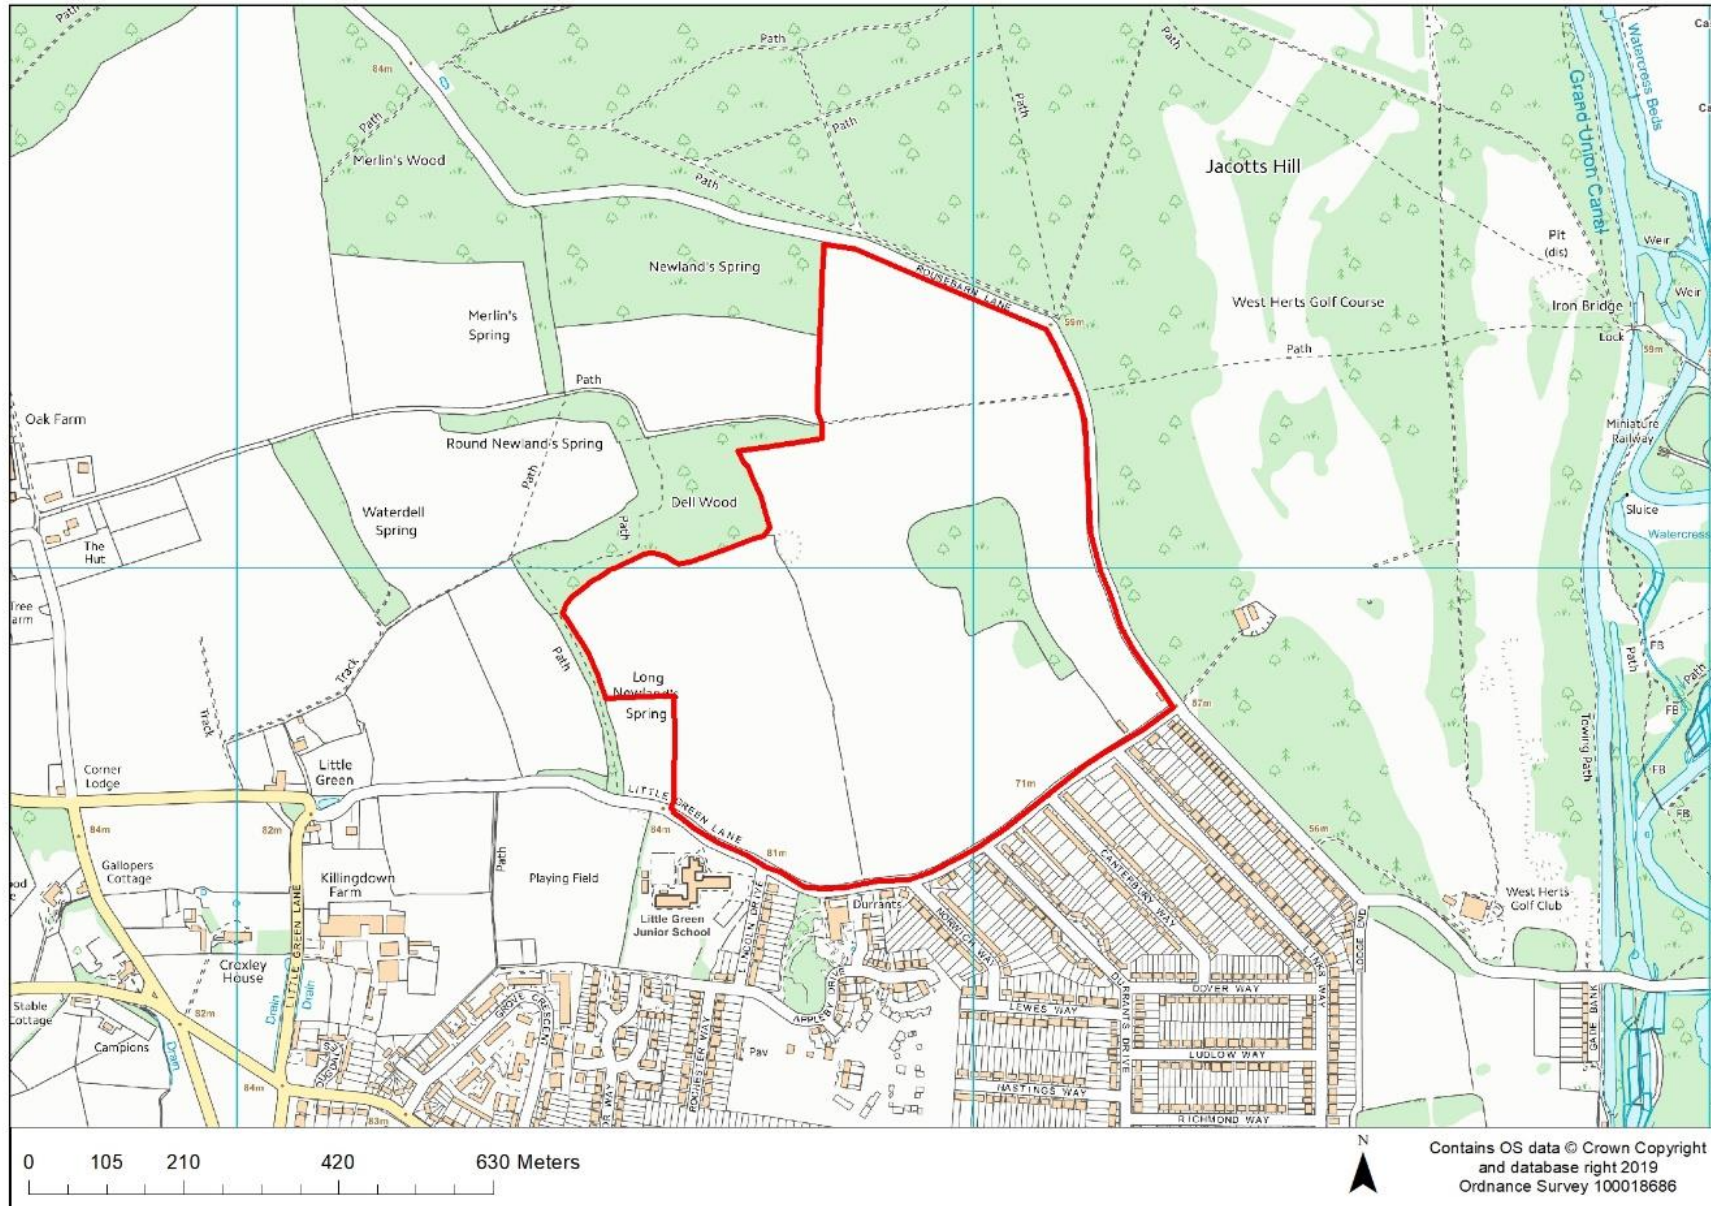 Path
84m
Path
Merlin's Wood
Path
Path
Path
Path
Path
Grand Union Canal
Watercress Beds
Jacotts Hill
Newland's Spring
ROUSEBARN LANE
Merlin's
Spring
59m
West Herts Golf Course
Pit
(dis)
Weir
Weir
Iron Bridge
Lock
59m
Path
Path
Oak Farm
Round Newland's Spring
Path
Path
Dell Wood
Waterdell
Spring
The
Hut
Miniature
Railway
Sluice
Watercress
Track
Track
Path
Long
Newland's
Spring
Path
FB
Path
FB
FB
FB
Towing Path
67m
71m
56m
Corner
Lodge
Little
Green
LITTLE GREEN LANE
84m
82m
84m
81m
Gallopers
Cottage
Killingdown
Farm
Path
Playing Field
Little Green
Junior School
LINCOLN DRIVE
Durrants
NORWICH WAY
CANTERBURY WAY
LINKS WAY
LODGE END
West Herts
Golf Club
Croxley
House
LITTLE GREEN LANE
Drain
Drain
Stable
Cottage
82m
Campions
Drain
84m
83m
GROVE CRESCENT
ROCHESTER WAY
APPLEBY DRIVE
Pav
LEWES WAY
DURRANTS DRIVE
DOVER WAY
LUDLOW WAY
HASTINGS WAY
RICHMOND WAY
GADE BANK
0 105 210 420 630 Meters
N
Contains OS data © Crown Copyright
and database right 2019
Ordnance Survey 100018686